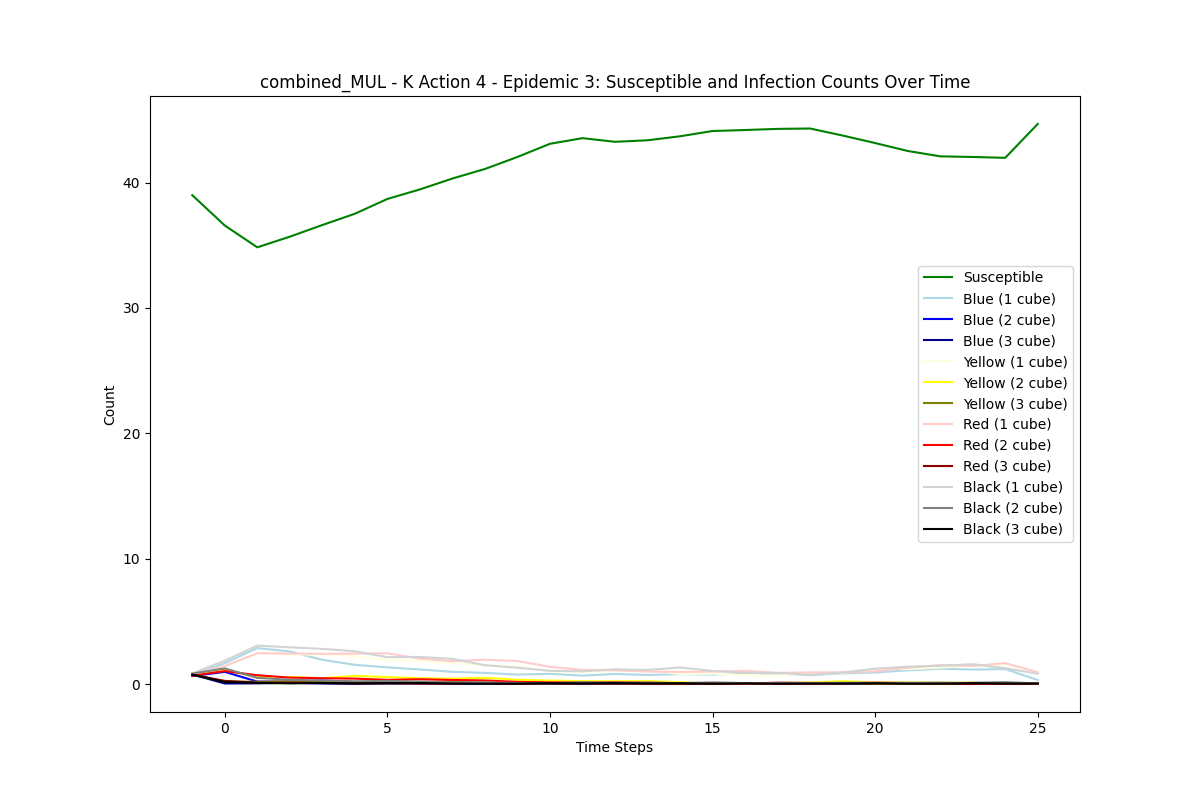 combined_MUL - K Action 4 - Epidemic 3: Susceptible and Infection Counts Over Time
Count
40
30
20
10
0
Susceptible
Blue (1 cube)
Blue (2 cube)
Blue (3 cube)
Yellow (1 cube)
Yellow (2 cube)
Yellow (3 cube)
Red (1 cube)
Red (2 cube)
Red (3 cube)
Black (1 cube)
Black (2 cube)
Black (3 cube)
0 5 10 15 20 25
Time Steps